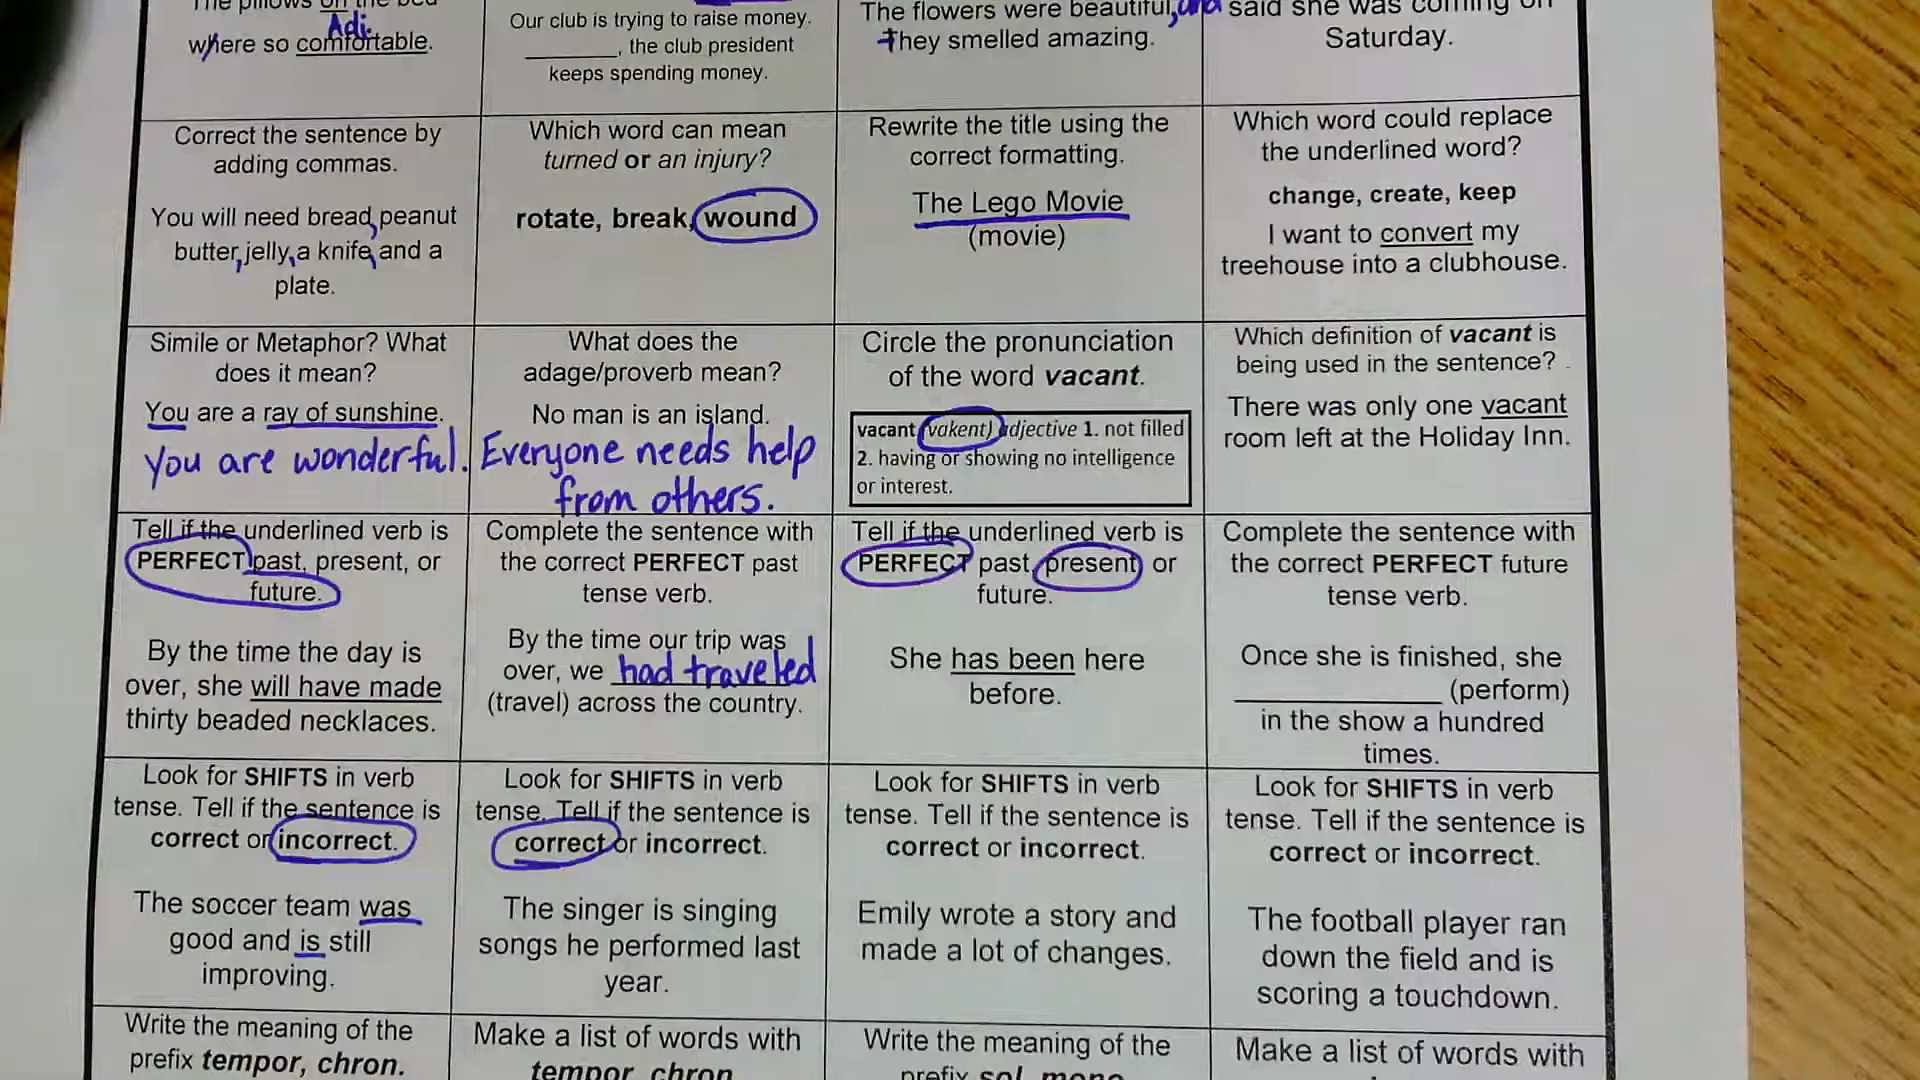 The pillows on the bed
Adj.
where so comfortable.
Our club is trying to raise money.
________, the club president
keeps spending money.
The flowers were beautiful, and
they smelled amazing.
said she was coming on
Saturday.
Correct the sentence by
adding commas.
You will need bread, peanut
butter, jelly, a knife, and a
plate.
Which word can mean
turned or an injury?
rotate, break, wound
Rewrite the title using the
correct formatting.
The Lego Movie
(movie)
Which word could replace
the underlined word?
change, create, keep
I want to convert my
treehouse into a clubhouse.
Simile or Metaphor? What
does it mean?
You are a ray of sunshine.
You are wonderful.
What does the
adage/proverb mean?
No man is an island.
Everyone needs help
from others.
Circle the pronunciation
of the word vacant.
vacant (vakent) adjective 1. not filled
2. having or showing no intelligence
or interest.
Which definition of vacant is
being used in the sentence?
There was only one vacant
room left at the Holiday Inn.
Tell if the underlined verb is
PERFECT past, present, or
future.
By the time the day is
over, she will have made
thirty beaded necklaces.
Complete the sentence with
the correct PERFECT past
tense verb.
By the time our trip was
over, we had traveled
(travel) across the country.
Tell if the underlined verb is
PERFECT past, present, or
future.
She has been here
before.
Complete the sentence with
the correct PERFECT future
tense verb.
Once she is finished, she
________________ (perform)
in the show a hundred
times.
Look for SHIFTS in verb
tense. Tell if the sentence is
correct or incorrect.
The soccer team was
good and is still
improving.
Look for SHIFTS in verb
tense. Tell if the sentence is
correct or incorrect.
The singer is singing
songs he performed last
year.
Look for SHIFTS in verb
tense. Tell if the sentence is
correct or incorrect.
Emily wrote a story and
made a lot of changes.
Look for SHIFTS in verb
tense. Tell if the sentence is
correct or incorrect.
The football player ran
down the field and is
scoring a touchdown.
Write the meaning of the
prefix tempor, chron.
Make a list of words with
tempor, chron
Write the meaning of the
prefix sol, mono
Make a list of words with